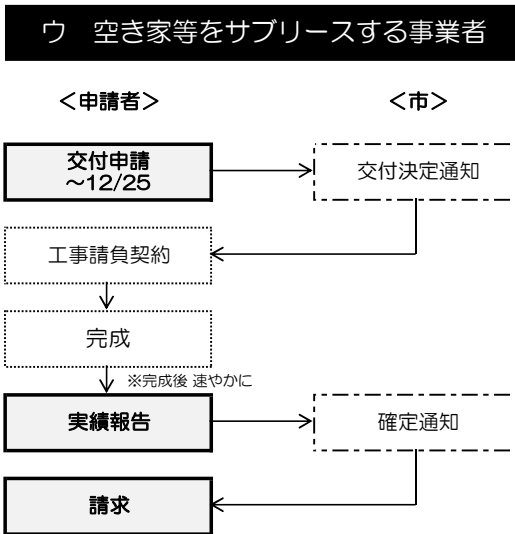 ウ 空き家等をサブリースする事業者
＜申請者＞
＜市＞
交付申請
～12/25
交付決定通知
工事請負契約
完成
※完成後 速やかに
実績報告
確定通知
請求